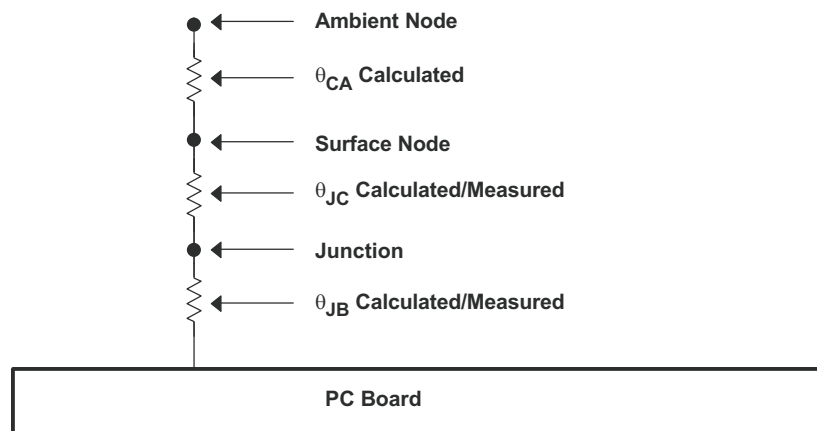 Ambient Node
θCA Calculated
Surface Node
θJC Calculated/Measured
Junction
θJB Calculated/Measured
PC Board